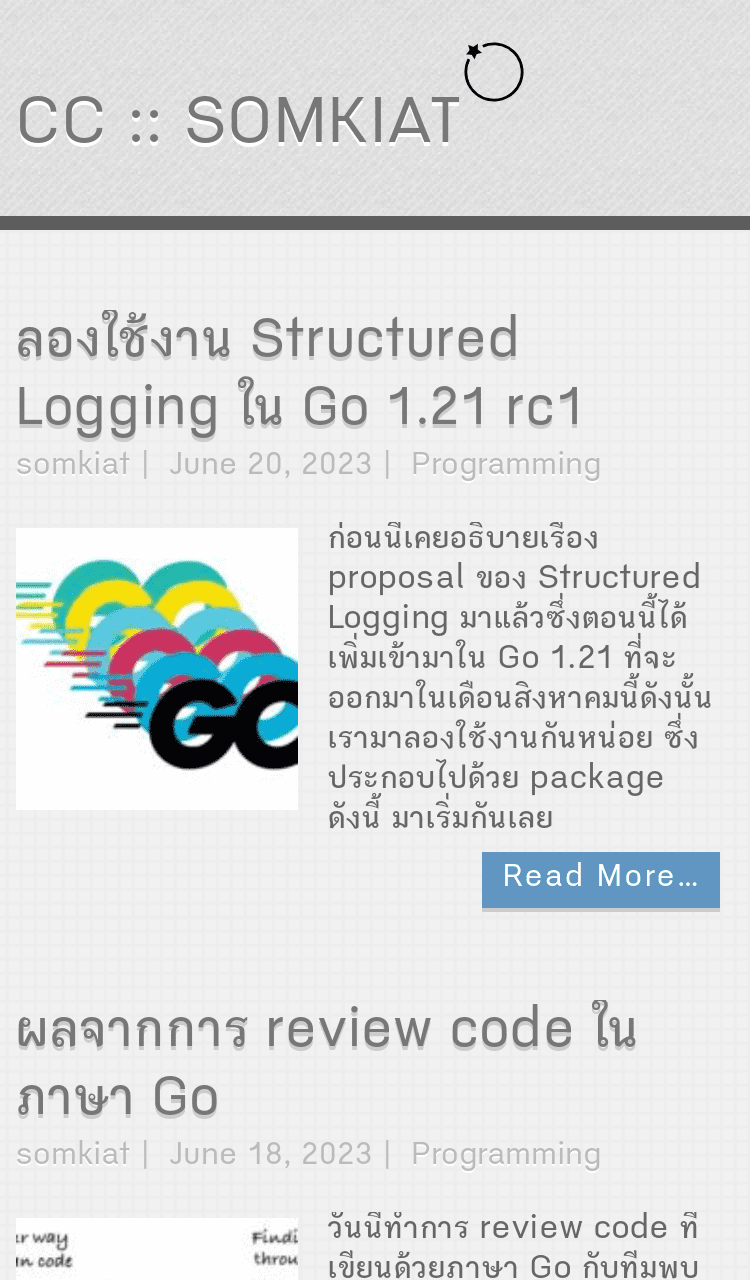 CC :: SOMKIAT
ลองใช้งาน Structured
Logging ใน Go 1.21 rc1
somkiat | June 20, 2023 | Programming
ก่อนนี้เคยอธิบายเรื่อง
proposal ของ Structured
Logging มาแล้วซึ่งตอนนี้ได้
เพิ่มเข้ามาใน Go 1.21 ที่จะ
ออกมาในเดือนสิงหาคมนี้ดังนั้น
เรามาลองใช้งานกันหน่อย ซึ่ง
ประกอบไปด้วย package
ดังนี้ มาเริ่มกันเลย
GO
Read More...
ผลจากการ review code ใน
ภาษา Go
somkiat | June 18, 2023 | Programming
วันนี้ทำการ review code ที่
เขียนด้วยภาษา Go กับทีมพบ
way
code